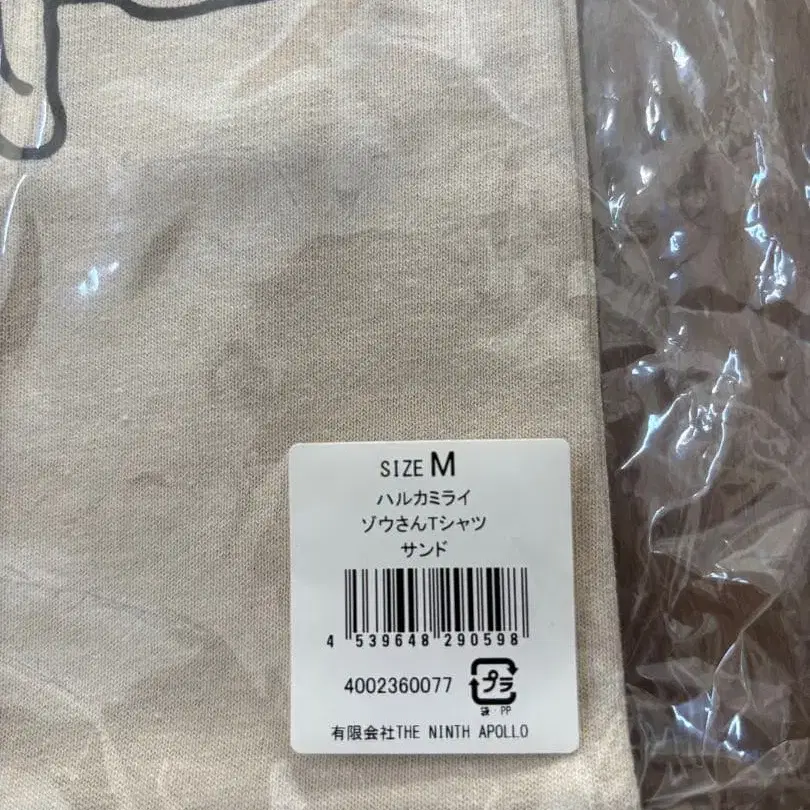 SIZE M
ハルカミライ
ゾウさんTシャツ
サンド
4 539648 290598
4002360077
プラ
袋・PP
有限会社THE NINTH APOLLO